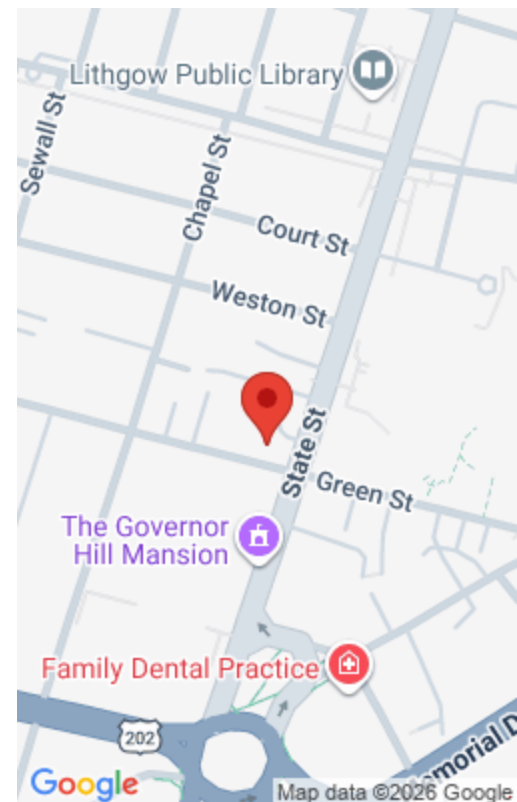 Lithgow Public Library
Sewall St
Chapel St
Court St
Weston St
State St
Green St
The Governor
Hill Mansion
Family Dental Practice
202
emorial D
Google
Map data ©2026 Google